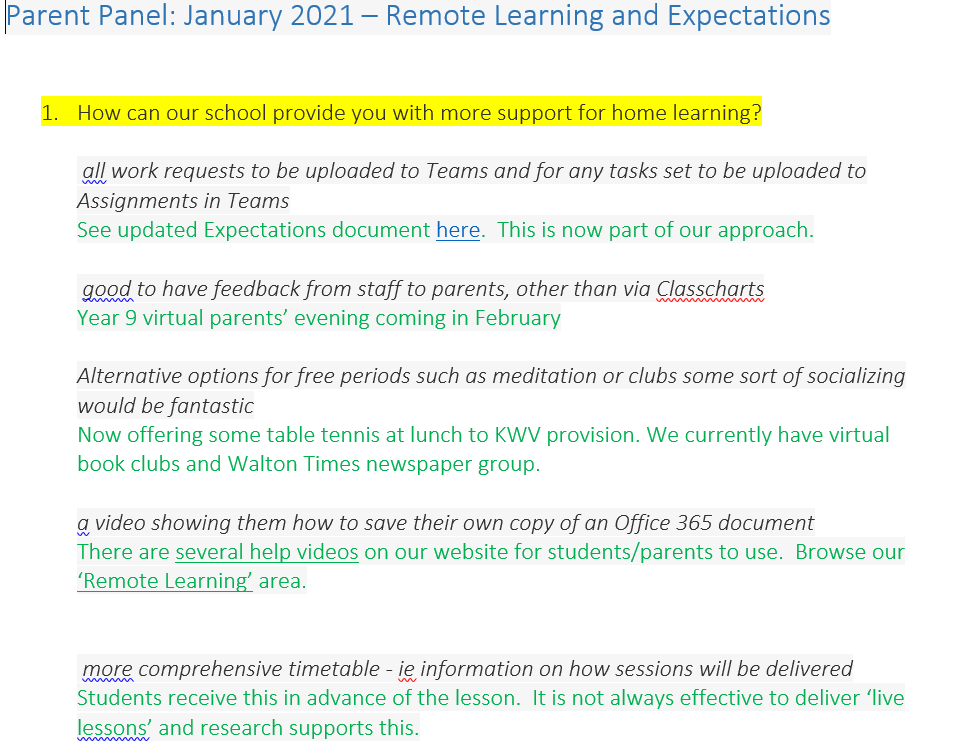 Parent Panel: January 2021 – Remote Learning and Expectations
1. How can our school provide you with more support for home learning?
all work requests to be uploaded to Teams and for any tasks set to be uploaded to
Assignments in Teams
See updated Expectations document here.  This is now part of our approach.
good to have feedback from staff to parents, other than via Classcharts
Year 9 virtual parents’ evening coming in February
Alternative options for free periods such as meditation or clubs some sort of socializing
would be fantastic
Now offering some table tennis at lunch to KWV provision. We currently have virtual
book clubs and Walton Times newspaper group.
a video showing them how to save their own copy of an Office 365 document
There are several help videos on our website for students/parents to use.  Browse our
‘Remote Learning’ area.
more comprehensive timetable - ie information on how sessions will be delivered
Students receive this in advance of the lesson.  It is not always effective to deliver ‘live
lessons’ and research supports this.